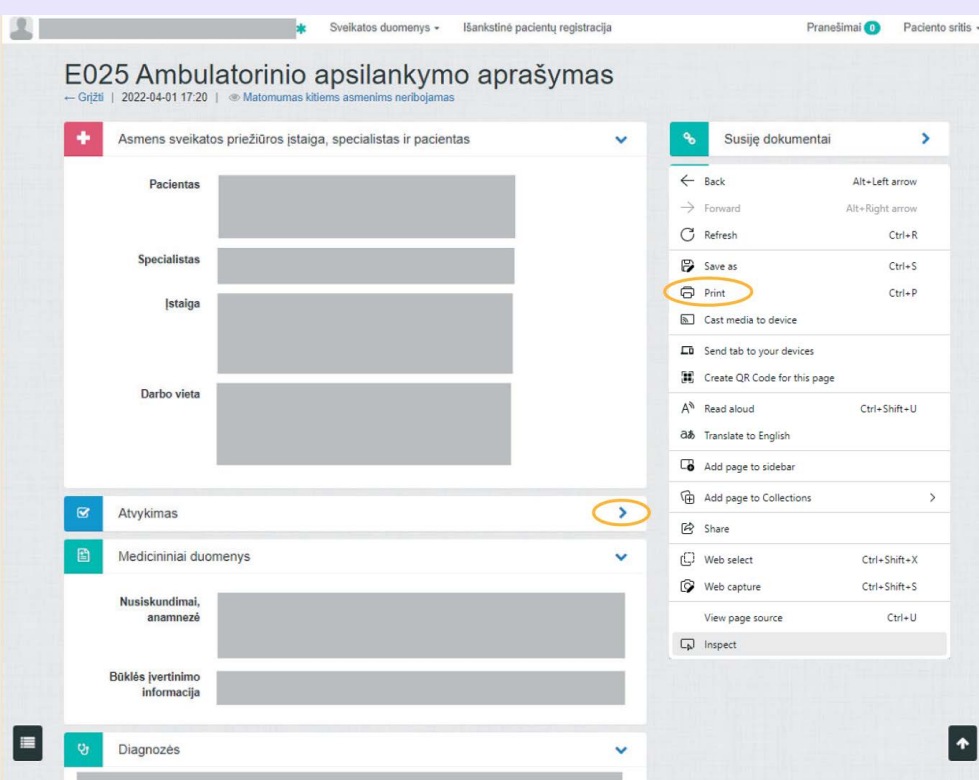 Sveikatos duomenys
Išankstinė pacientų registracija
Pranešimai 0
Paciento sritis
E025 Ambulatorinio apsilankymo aprašymas
← Grįžti | 2022-04-01 17:20 | Matomumas kitiems asmenims neribojamas
Asmens sveikatos priežiūros įstaiga, specialistas ir pacientas
Pacientas
Specialistas
Įstaiga
Darbo vieta
Atvykimas
Medicininiai duomenys
Nusiskundimai,
anamnezė
Būklės įvertinimo
informacija
Diagnozės
Susiję dokumentai
Back Alt+Left arrow
Forward Alt+Right arrow
Refresh Ctrl+R
Save as Ctrl+S
Print Ctrl+P
Cast media to device
Send tab to your devices
Create QR Code for this page
Read aloud Ctrl+Shift+U
Translate to English
Add page to sidebar
Add page to Collections
Share
Web select Ctrl+Shift+X
Web capture Ctrl+Shift+S
View page source Ctrl+U
Inspect